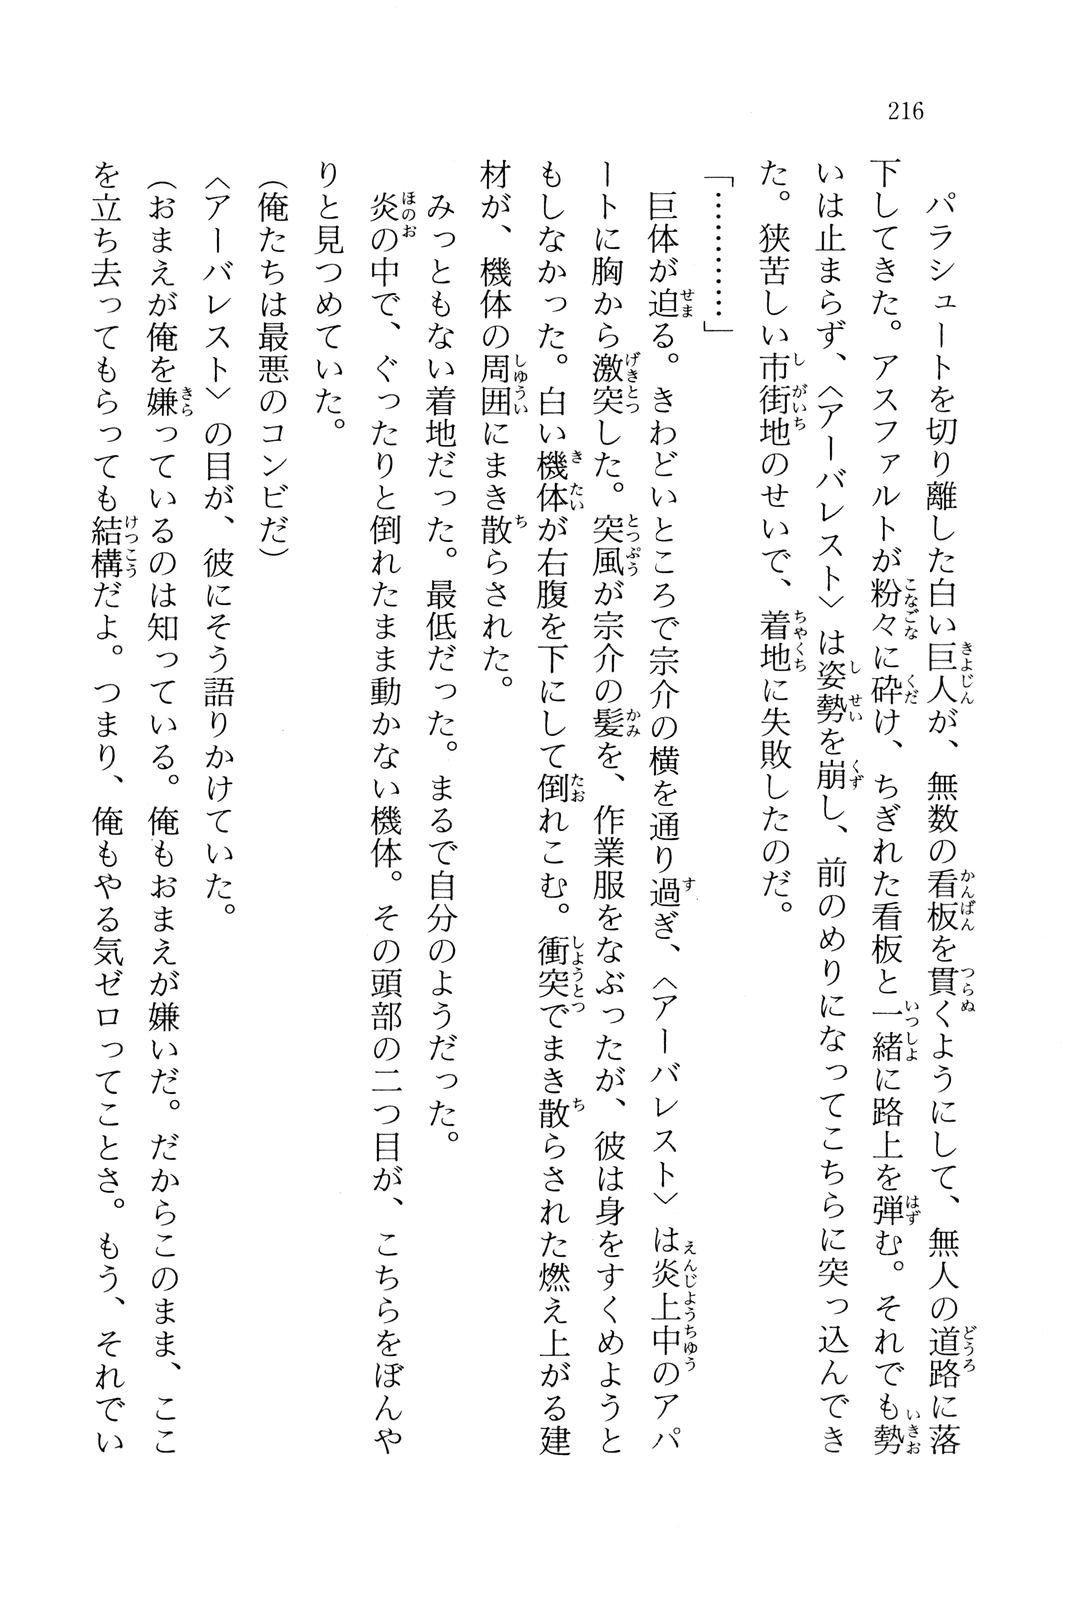 216
　パラシュートを切り離した白い巨人が、無数の看板を貫くようにして、無人の道路に落
下してきた。アスファルトが粉々に砕け、ちぎれた看板と一緒に路上を弾む。それでも勢
いは止まらず、〈アーバレスト〉は姿勢を崩し、前のめりになってこちらに突っ込んでき
た。狭苦しい市街地のせいで、着地に失敗したのだ。
「…………」
　巨体が迫る。きわどいところで宗介の横を通り過ぎ、〈アーバレスト〉は炎上中のアパ
ートに胸から激突した。突風が宗介の髪を、作業服をなぶったが、彼は身をすくめようと
もしなかった。白い機体が右腹を下にして倒れこむ。衝突でまき散らされた燃え上がる建
材が、機体の周囲にまき散らされた。
　みっともない着地だった。最低だった。まるで自分のようだった。
　炎の中で、ぐったりと倒れたまま動かない機体。その頭部の二つ目が、こちらをぼんや
りと見つめていた。
（俺たちは最悪のコンビだ）
〈アーバレスト〉の目が、彼にそう語りかけていた。
（おまえが俺を嫌っているのは知っている。俺もおまえが嫌いだ。だからこのまま、ここ
を立ち去ってもらっても結構だよ。つまり、俺もやる気ゼロってことさ。もう、それでい